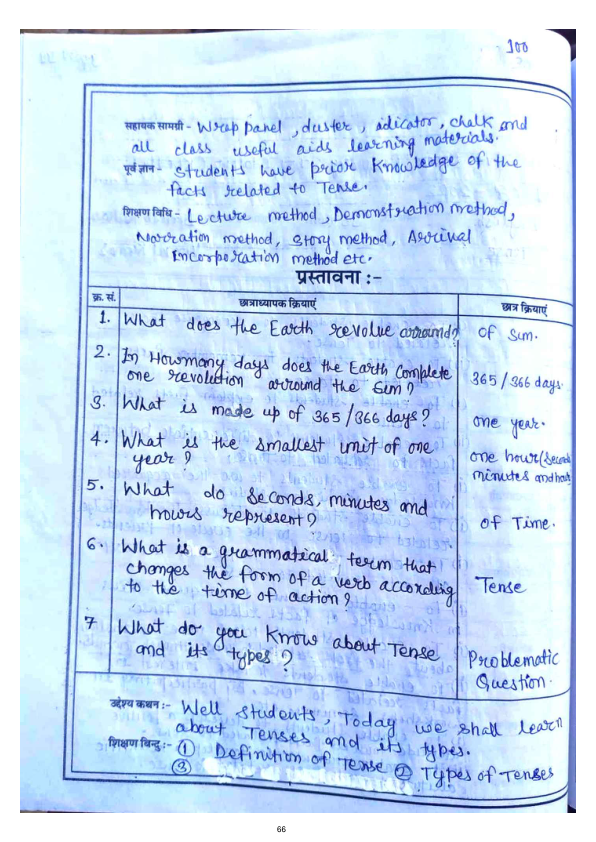 100
सहायक सामग्री - Wrap panel, duster, idicator, chalk and
all class useful aids learning materials.
पूर्व ज्ञान - Students have prior Knowledge of the
facts related to Tense.
शिक्षण विधि - Lecture method, Demonstration method,
Narration method, Story method, Arrival
Incorporation method etc.
प्रस्तावना :-
क्र. सं. छात्राध्यापक क्रियाएं छात्र क्रियाएं
1. What does the Earth revolve arround? Of Sun.
2. In Howmany days does the Earth Complete
one revolution arround the Sun? 365/366 days.
3. What is made up of 365/366 days? One year.
4. What is the smallest unit of one
year? one hour (Seconds
minutes and
5. What do seconds, minutes and
hours represent? of Time.
6. What is a grammatical term that
changes the form of a verb according
to the time of action? Tense
7 What do you Know about Tense
and its types? Problematic
Question.
उद्देश्य कथन :- Well students, Today we shall learn
about Tenses and its types.
शिक्षण बिन्दु :- ① Definition of Tense ② Types of Tenses
③
66